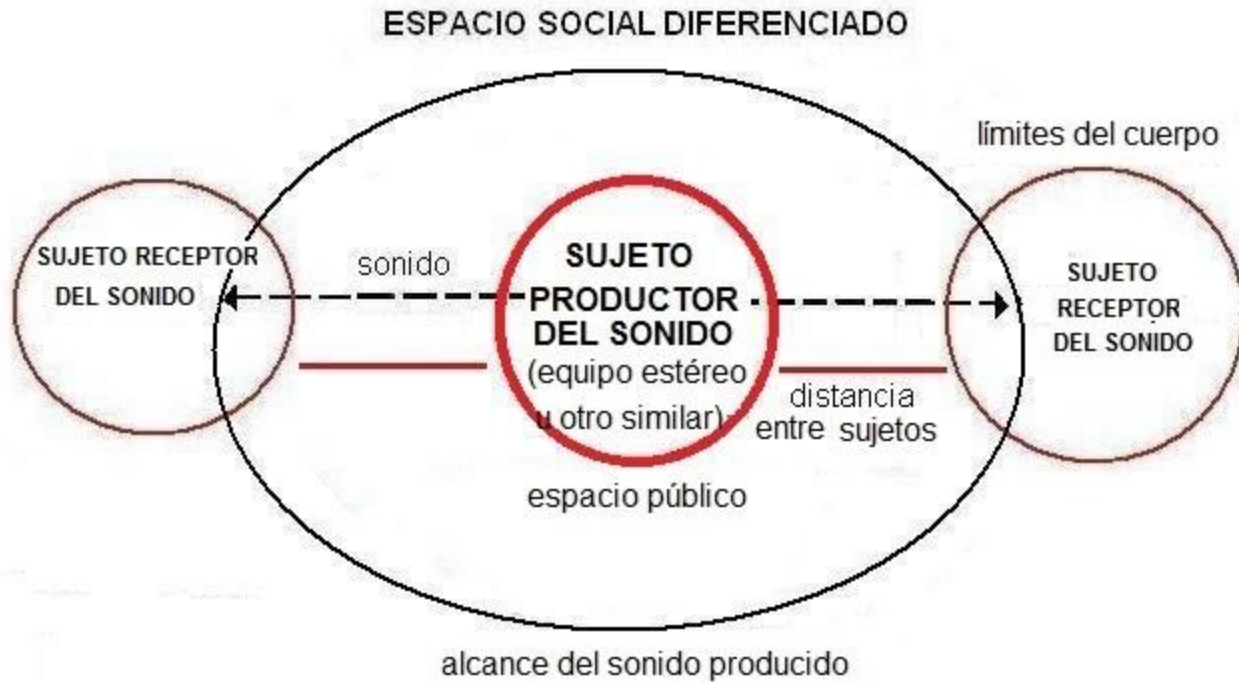 ESPACIO SOCIAL DIFERENCIADO
límites del cuerpo
SUJETO RECEPTOR
DEL SONIDO
sonido
SUJETO
PRODUCTOR
DEL SONIDO
(equipo estéreo
u otro similar)
distancia
entre sujetos
SUJETO
RECEPTOR
DEL SONIDO
espacio público
alcance del sonido producido